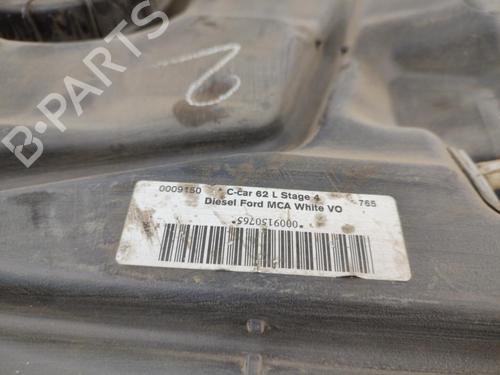 2
0009150 C-car 62 L Stage 4 765
Diesel Ford MCA White VO
*0009150765*
B-PARTS